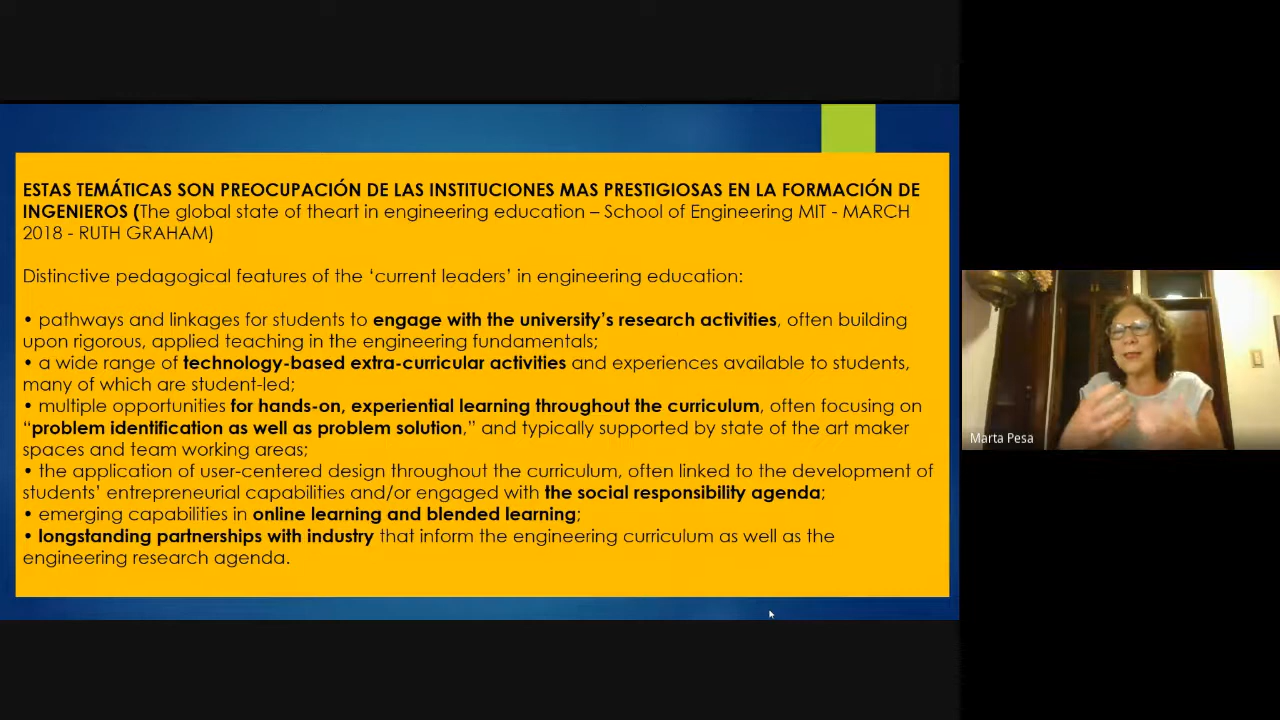 ESTAS TEMÁTICAS SON PREOCUPACIÓN DE LAS INSTITUCIONES MAS PRESTIGIOSAS EN LA FORMACIÓN DE
INGENIEROS (The global state of theart in engineering education – School of Engineering MIT - MARCH
2018 - RUTH GRAHAM)
Distinctive pedagogical features of the ‘current leaders’ in engineering education:
• pathways and linkages for students to engage with the university’s research activities, often building
upon rigorous, applied teaching in the engineering fundamentals;
• a wide range of technology-based extra-curricular activities and experiences available to students,
many of which are student-led;
• multiple opportunities for hands-on, experiential learning throughout the curriculum, often focusing on
“problem identification as well as problem solution,” and typically supported by state of the art maker
spaces and team working areas;
• the application of user-centered design throughout the curriculum, often linked to the development of
students’ entrepreneurial capabilities and/or engaged with the social responsibility agenda;
• emerging capabilities in online learning and blended learning;
• longstanding partnerships with industry that inform the engineering curriculum as well as the
engineering research agenda.
Marta Pesa